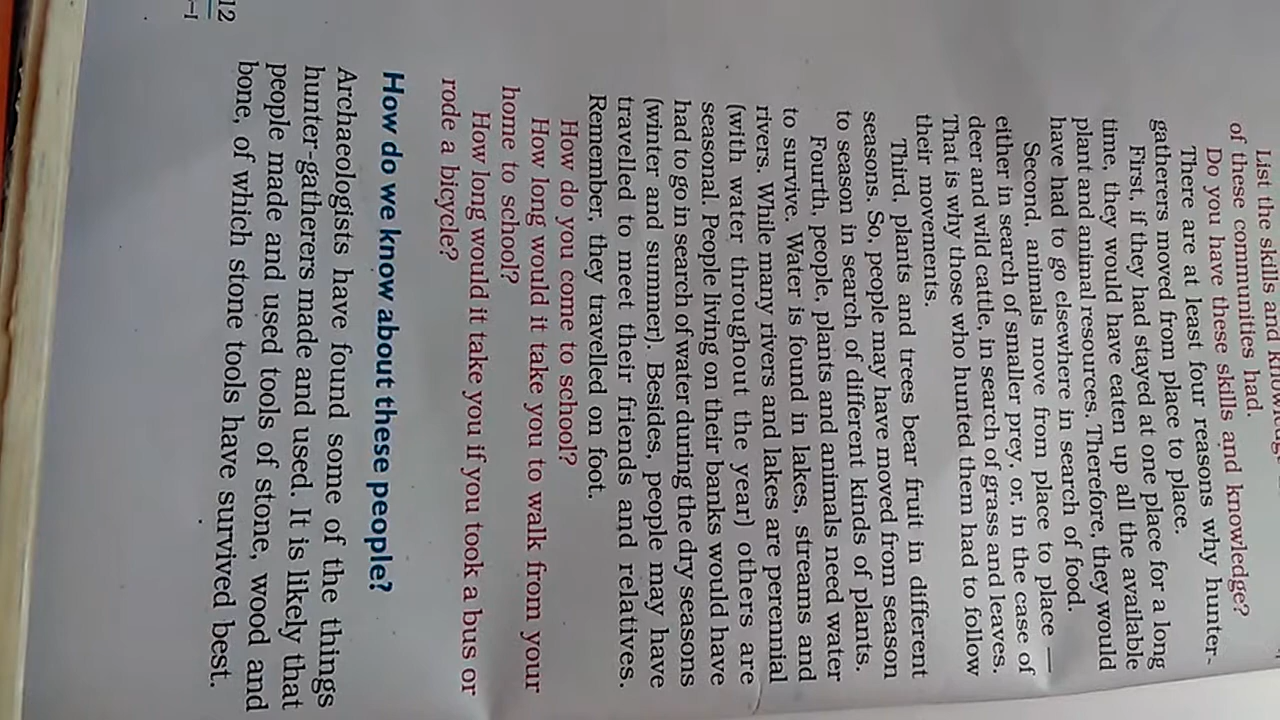 List the skills and
of these communities had.
Do you have these skills and knowledge?
There are at least four reasons why hunter-
gatherers moved from place to place.
First, if they had stayed at one place for a long
time, they would have eaten up all the available
plant and animal resources. Therefore, they would
have had to go elsewhere in search of food.
Second, animals move from place to place —
either in search of smaller prey, or, in the case of
deer and wild cattle, in search of grass and leaves.
That is why those who hunted them had to follow
their movements.
Third, plants and trees bear fruit in different
seasons. So, people may have moved from season
to season in search of different kinds of plants.
Fourth, people, plants and animals need water
to survive. Water is found in lakes, streams and
rivers. While many rivers and lakes are perennial
(with water throughout the year) others are
seasonal. People living on their banks would have
had to go in search of water during the dry seasons
(winter and summer). Besides, people may have
travelled to meet their friends and relatives.
Remember, they travelled on foot.
How do you come to school?
How long would it take you to walk from your
home to school?
How long would it take you if you took a bus or
rode a bicycle?
How do we know about these people?
Archaeologists have found some of the things
hunter-gatherers made and used. It is likely that
people made and used tools of stone, wood and
bone, of which stone tools have survived best.
12